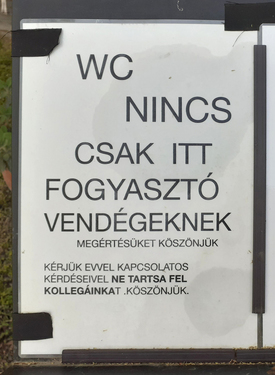 WC
NINCS
CSAK ITT
FOGYASZTÓ
VENDÉGEKNEK
MEGÉRTÉSÜKET KÖSZÖNJÜK
KÉRJÜK EVVEL KAPCSOLATOS
KÉRDÉSEIVEL NE TARTSA FEL
KOLLEGÁINKAT .KÖSZÖNJÜK.